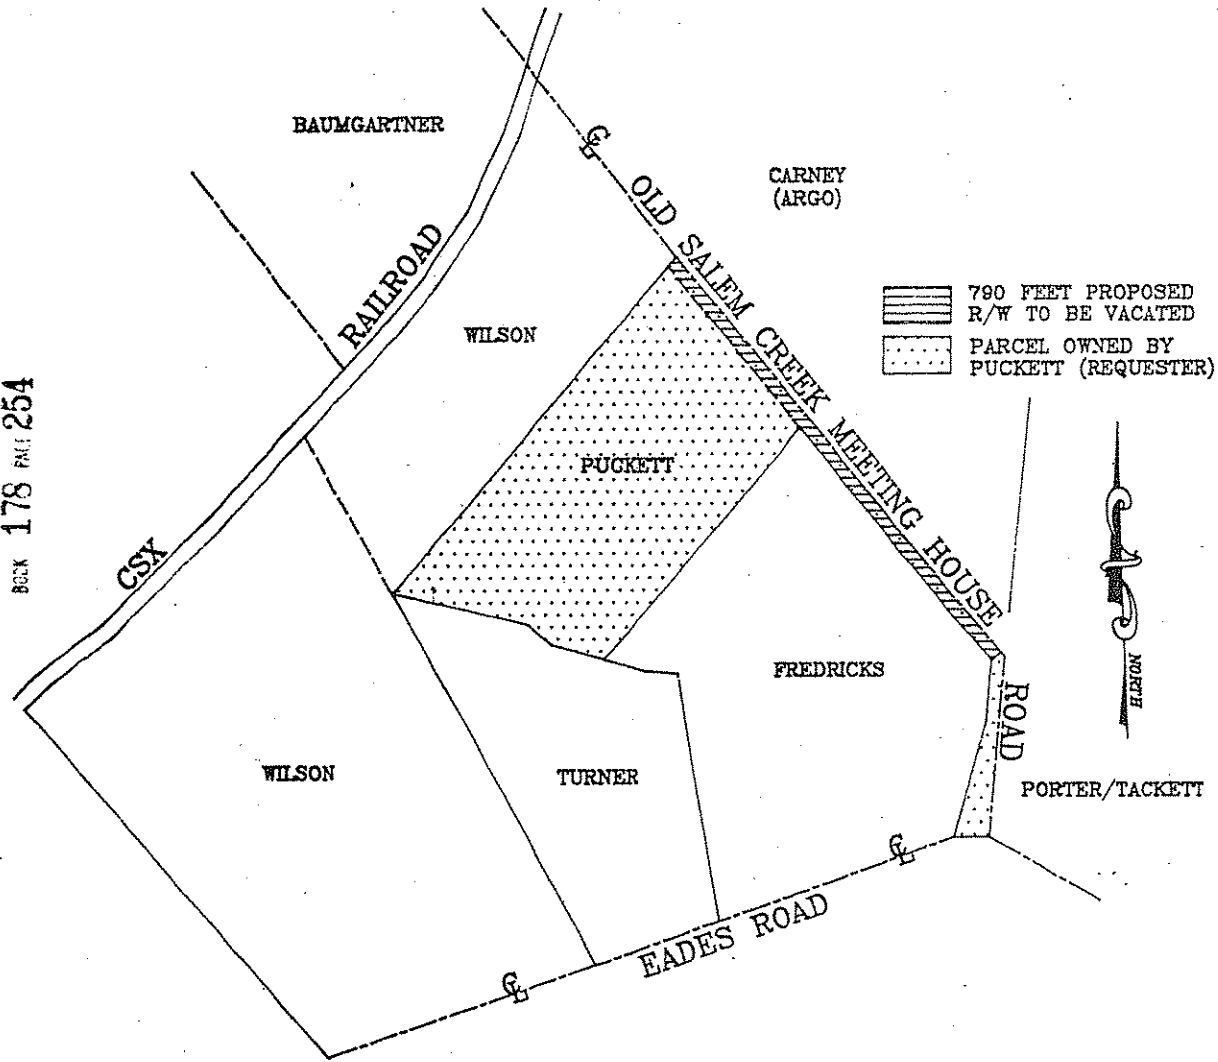 BAUMGARTNER
CARNEY
(ARGO)
OLD SALEM CREEK MEETING HOUSE
ROAD
CSX RAILROAD
WILSON
790 FEET PROPOSED
R/W TO BE VACATED
PARCEL OWNED BY
PUCKETT (REQUESTER)
BOOK 178 PAGE 254
PUCKETT
NORTH
FREDRICKS
WILSON
TURNER
PORTER/TACKETT
EADES ROAD
℄
℄
℄